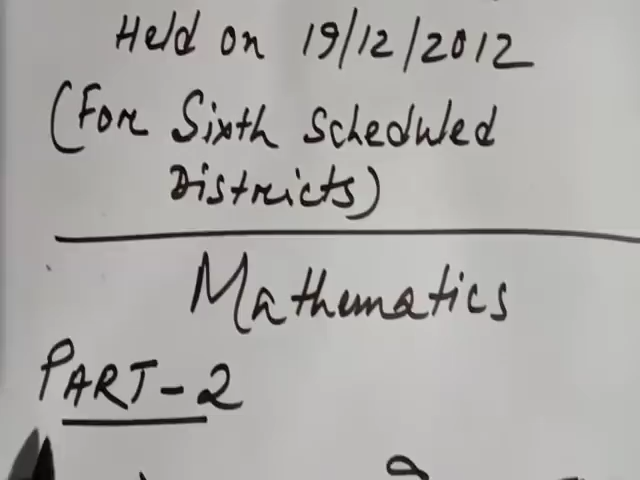 Held on 19/12/2012
(For Sixth Scheduled
Districts)
Mathematics
PART-2